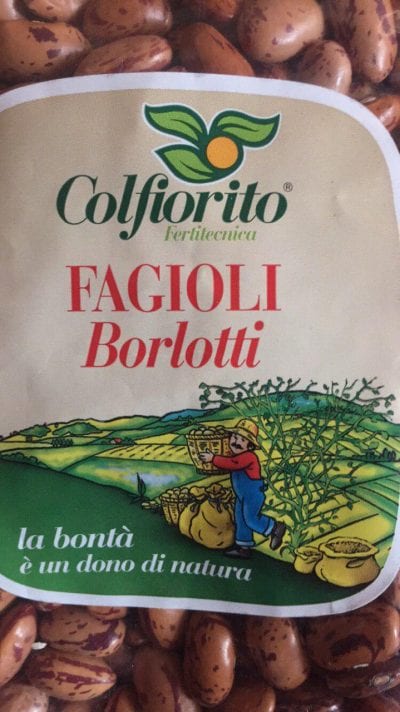 Colfiorito®
Fertitecnica
FAGIOLI
Borlotti
la bontà
è un dono di natura